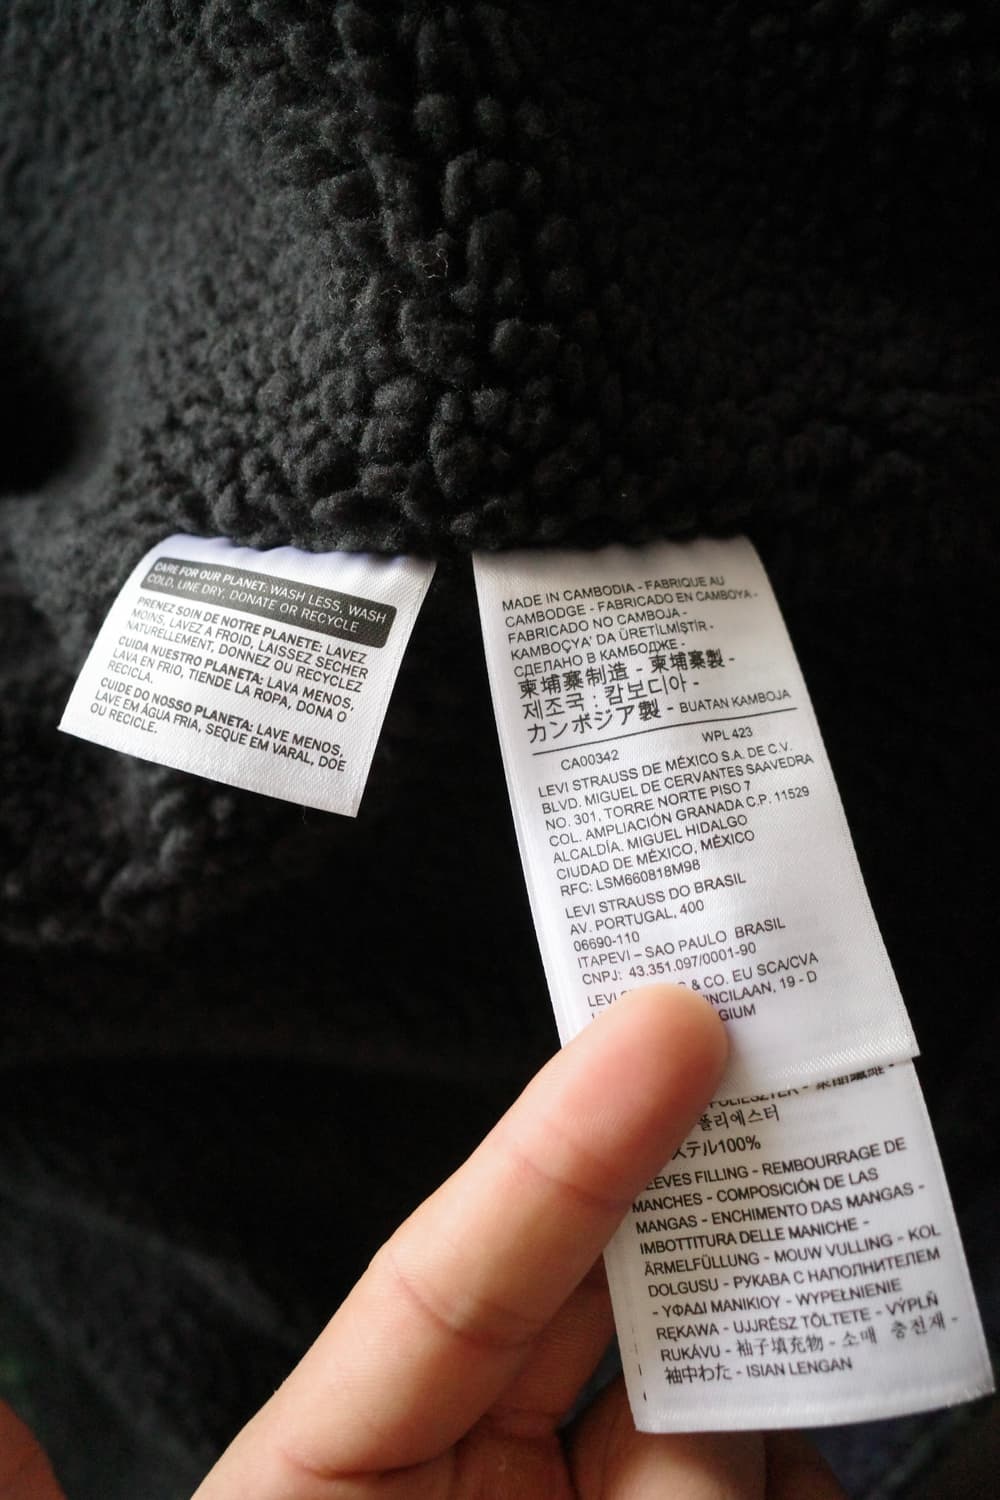 CARE FOR OUR PLANET: WASH LESS, WASH
COLD, LINE DRY, DONATE OR RECYCLE
PRENEZ SOIN DE NOTRE PLANETE: LAVEZ
MOINS, LAVEZ A FROID, LAISSEZ SECHER
NATURELLEMENT, DONNEZ OU RECYCLEZ
CUIDA NUESTRO PLANETA: LAVA MENOS,
LAVA EN FRIO, TIENDE LA ROPA, DONA O
RECICLA.
CUIDE DO NOSSO PLANETA: LAVE MENOS,
LAVE EM ÁGUA FRIA, SEQUE EM VARAL, DOE
OU RECICLE.
MADE IN CAMBODIA - FABRIQUE AU
CAMBODGE - FABRICADO EN CAMBOYA -
FABRICADO NO CAMBOJA -
KAMBOÇYA' DA ÜRETİLMİŞTİR -
СДЕЛАНО В КАМБОДЖЕ -
柬埔寨制造 - 柬埔寨製 -
제조국 : 캄보디아 -
カンボジア製 - BUATAN KAMBOJA
CA00342 WPL 423
LEVI STRAUSS DE MÉXICO S.A. DE C.V.
BLVD. MIGUEL DE CERVANTES SAAVEDRA
NO. 301, TORRE NORTE PISO 7
COL. AMPLIACIÓN GRANADA C.P. 11529
ALCALDÍA. MIGUEL HIDALGO
CIUDAD DE MÉXICO, MÉXICO
RFC: LSM660818M98
LEVI STRAUSS DO BRASIL
AV. PORTUGAL, 400
06690-110
ITAPEVI – SAO PAULO BRASIL
CNPJ: 43.351.097/0001-90
LEVI & CO. EU SCA/CVA
NCILAAN, 19 - D
GIUM
POLIESZTER - 聚酯纖維 -
폴리에스터
ステル100%
EEVES FILLING - REMBOURRAGE DE
MANCHES - COMPOSICIÓN DE LAS
MANGAS - ENCHIMENTO DAS MANGAS -
IMBOTTITURA DELLE MANICHE -
ÄRMELFÜLLUNG - MOUW VULLING - KOL
DOLGUSU - РУКАВА С НАПОЛНИТЕЛЕМ
- ΥΦΑΔΙ ΜΑΝΙΚΙΟΥ - WYPEŁNIENIE
RĘKAWA - UJJRÉSZ TÖLTETE - VÝPLŇ
RUKÁVU - 袖子填充物 - 소매 충전재 -
袖中わた - ISIAN LENGAN